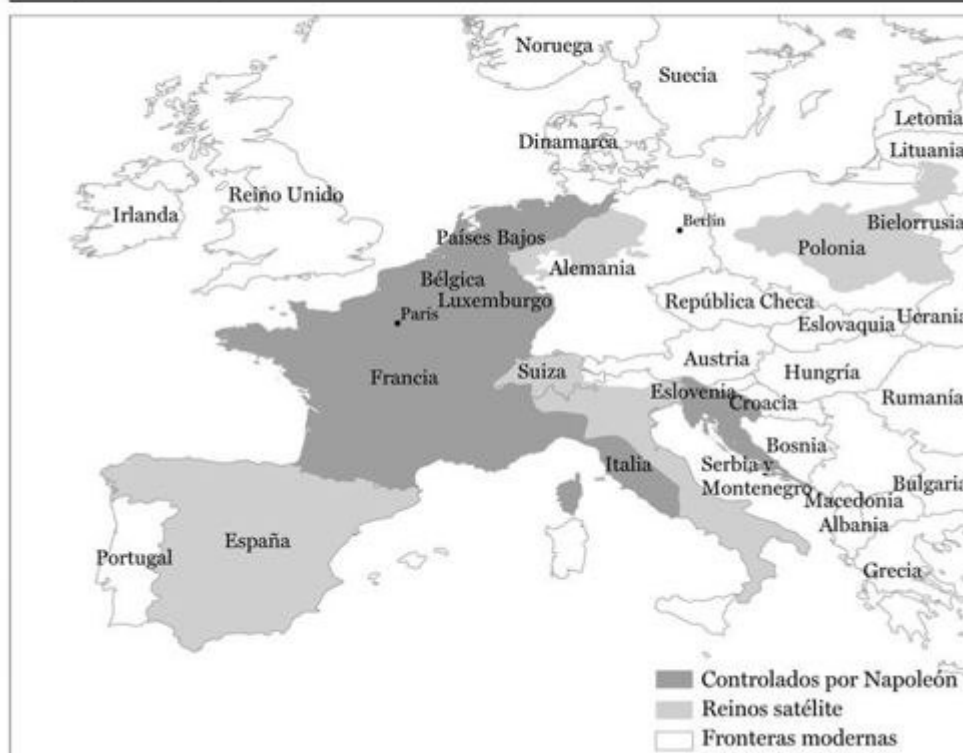 Noruega
Suecia
Letonia
Lituania
Dinamarca
Irlanda
Reino Unido
Berlín
Bielorrusia
Países Bajos
Polonia
Alemania
Bélgica
Luxemburgo
República Checa
París
Ucrania
Eslovaquia
Austria
Francia
Suiza
Hungría
Eslovenia
Croacia
Rumanía
Bosnia
Italia
Serbia y
Montenegro
Bulgaria
Macedonia
Albania
España
Portugal
Grecia
Controlados por Napoleón
Reinos satélite
Fronteras modernas